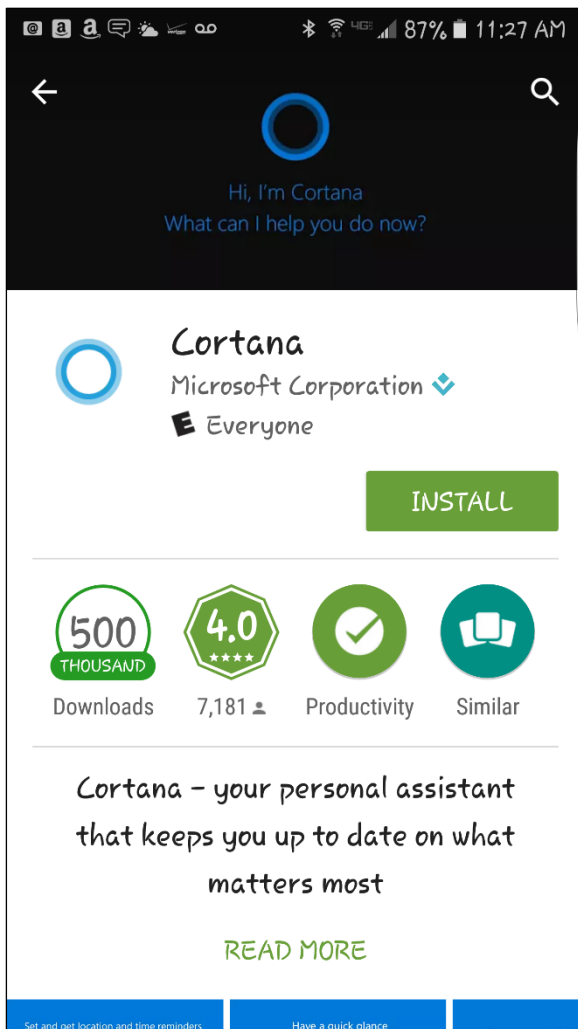 4G 87% 11:27 AM
Hi, I'm Cortana
What can I help you do now?
Cortana
Microsoft Corporation
E Everyone
INSTALL
500
THOUSAND
4.0
Downloads
7,181
Productivity
Similar
Cortana – your personal assistant
that keeps you up to date on what
matters most
READ MORE
Set and get location and time reminders
Have a quick glance